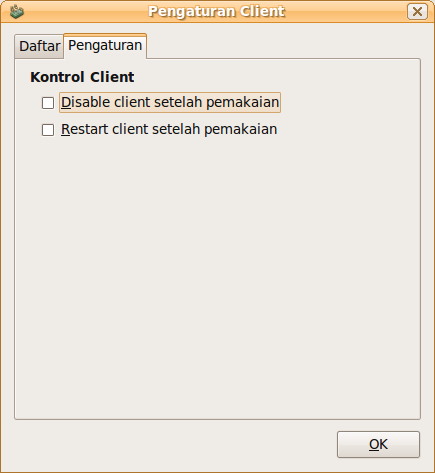 Pengaturan Client
Daftar Pengaturan
Kontrol Client
Disable client setelah pemakaian
Restart client setelah pemakaian
OK